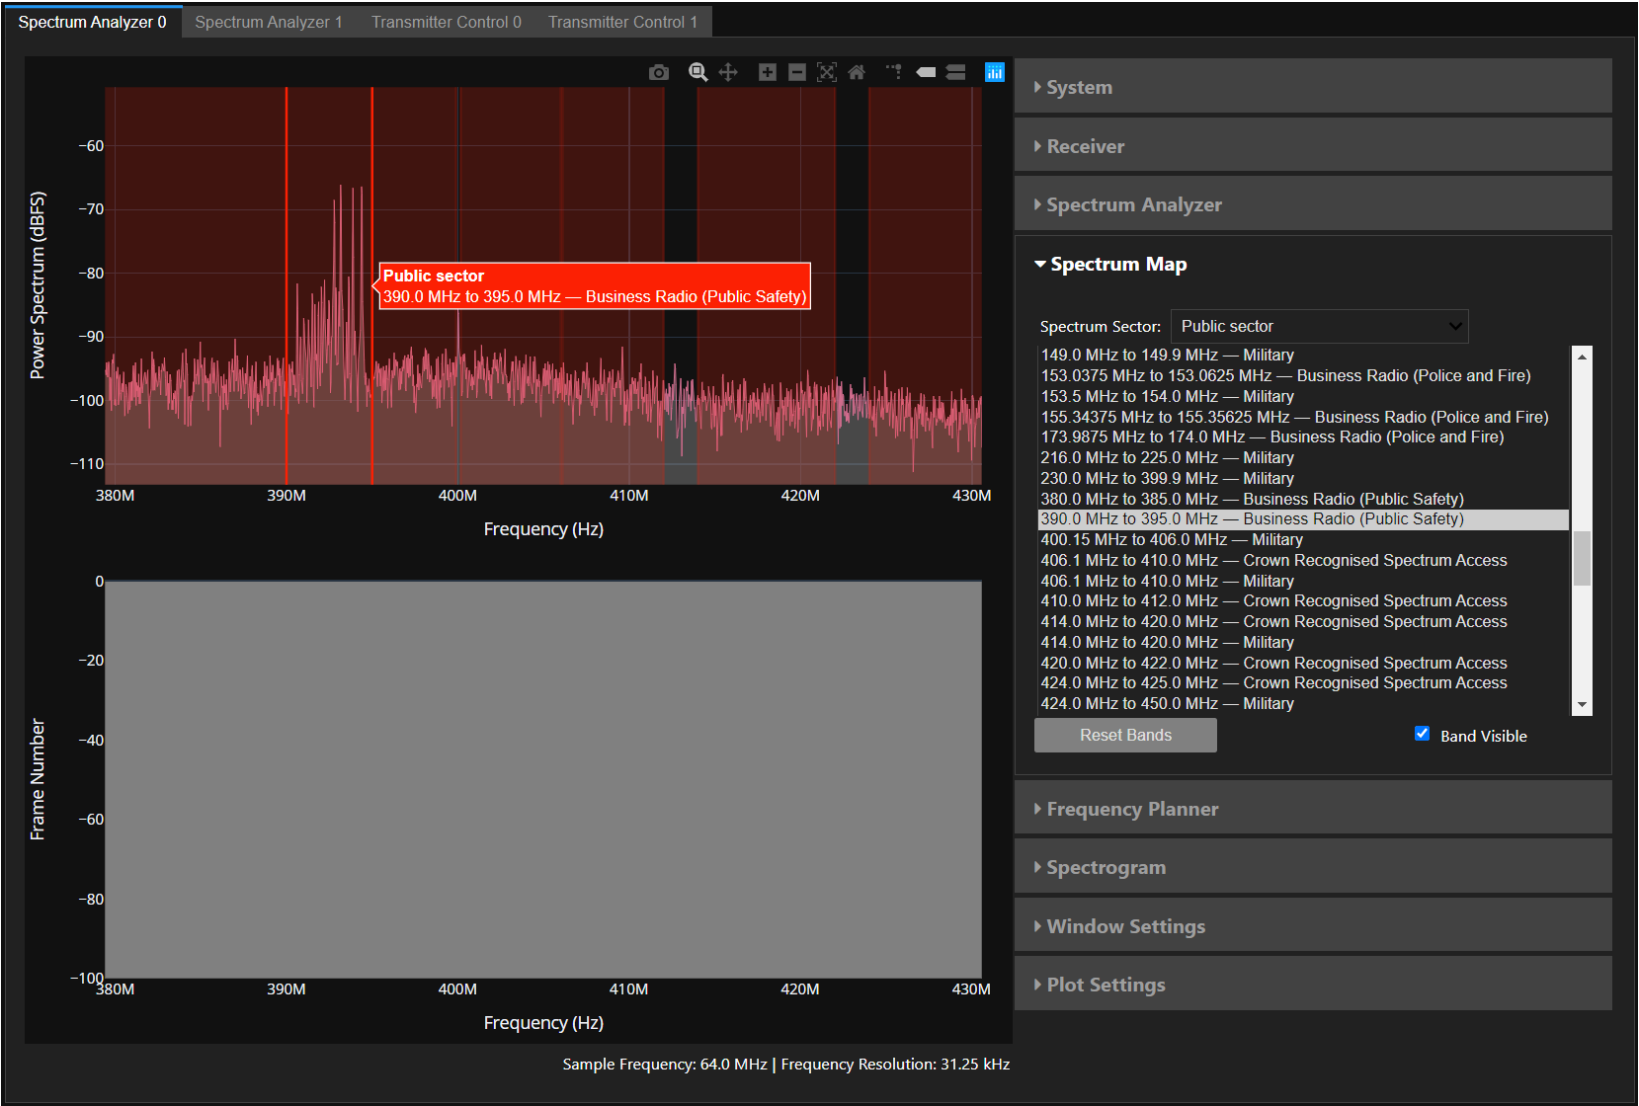 Spectrum Analyzer 0 Spectrum Analyzer 1 Transmitter Control 0 Transmitter Control 1
Power Spectrum (dBFS)
−60
−70
−80
−90
−100
−110
Public sector
390.0 MHz to 395.0 MHz — Business Radio (Public Safety)
380M 390M 400M 410M 420M 430M
Frequency (Hz)
Frame Number
0
−20
−40
−60
−80
−100
380M 390M 400M 410M 420M 430M
Frequency (Hz)
Sample Frequency: 64.0 MHz | Frequency Resolution: 31.25 kHz
System
Receiver
Spectrum Analyzer
Spectrum Map
Spectrum Sector: Public sector
149.0 MHz to 149.9 MHz — Military
153.0375 MHz to 153.0625 MHz — Business Radio (Police and Fire)
153.5 MHz to 154.0 MHz — Military
155.34375 MHz to 155.35625 MHz — Business Radio (Police and Fire)
173.9875 MHz to 174.0 MHz — Business Radio (Police and Fire)
216.0 MHz to 225.0 MHz — Military
230.0 MHz to 399.9 MHz — Military
380.0 MHz to 385.0 MHz — Business Radio (Public Safety)
390.0 MHz to 395.0 MHz — Business Radio (Public Safety)
400.15 MHz to 406.0 MHz — Military
406.1 MHz to 410.0 MHz — Crown Recognised Spectrum Access
406.1 MHz to 410.0 MHz — Military
410.0 MHz to 412.0 MHz — Crown Recognised Spectrum Access
414.0 MHz to 420.0 MHz — Crown Recognised Spectrum Access
414.0 MHz to 420.0 MHz — Military
420.0 MHz to 422.0 MHz — Crown Recognised Spectrum Access
424.0 MHz to 425.0 MHz — Crown Recognised Spectrum Access
424.0 MHz to 450.0 MHz — Military
Reset Bands
Band Visible
Frequency Planner
Spectrogram
Window Settings
Plot Settings